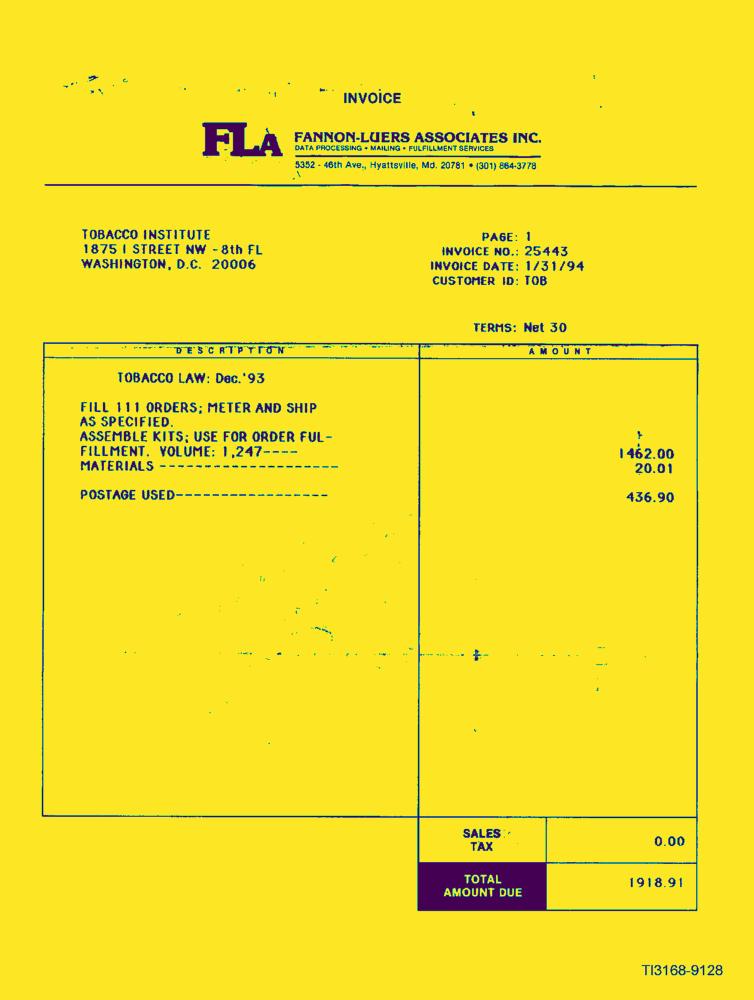 INVOICE
FLA FANNON-LUERS ASSOCIATES INC.
DATA PROCESSING • MAILING • FULFILLMENT SERVICES
5352 - 46th Ave., Hyattsville, Md. 20781 • (301) 864-3778
TOBACCO INSTITUTE
1875 I STREET NW - 8th FL
WASHINGTON, D.C. 20006
PAGE: 1
INVOICE NO.: 25443
INVOICE DATE: 1/31/94
CUSTOMER ID: TOB
TERMS: Net 30
DESCRIPTION AMOUNT
TOBACCO LAW: Dec.'93
FILL 111 ORDERS; METER AND SHIP
AS SPECIFIED.
ASSEMBLE KITS; USE FOR ORDER FUL-
FILLMENT. VOLUME: 1,247---- 1462.00
MATERIALS ------------------- 20.01
POSTAGE USED------------------ 436.90
SALES TAX 0.00
TOTAL AMOUNT DUE 1918.91
TI3168-9128